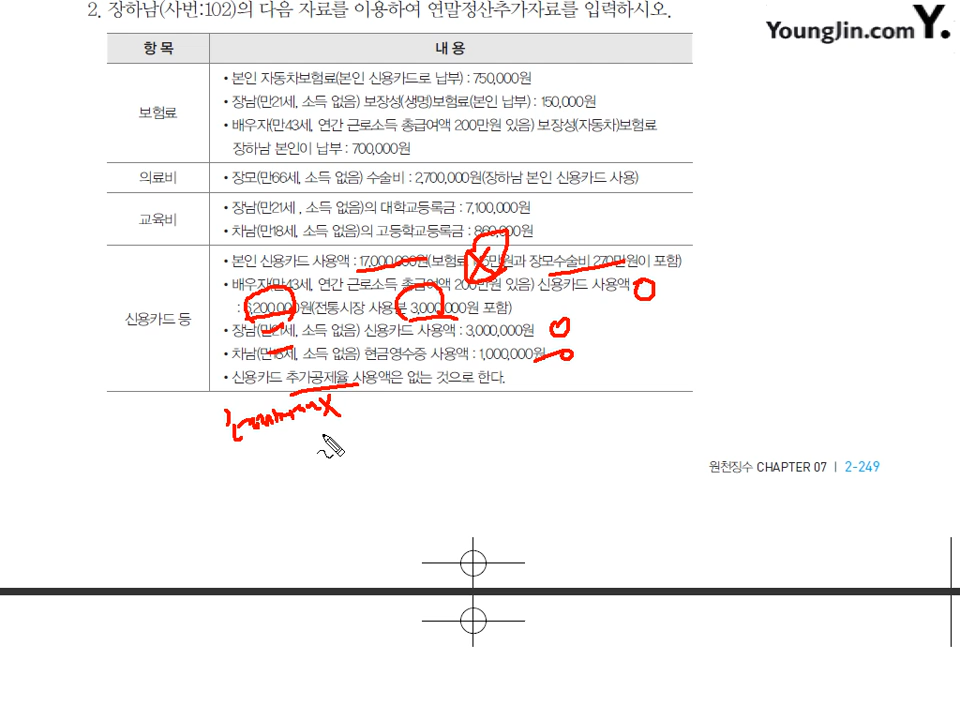 2. 장하남(사번:102)의 다음 자료를 이용하여 연말정산추가자료를 입력하시오.
YoungJin.com Y.
항 목 내 용
보험료
• 본인 자동차보험료(본인 신용카드로 납부) : 750,000원
• 장남(만21세, 소득 없음) 보장성(생명)보험료(본인 납부) : 150,000원
• 배우자(만43세, 연간 근로소득 총급여액 200만원 있음) 보장성(자동차)보험료
장하남 본인이 납부 : 700,000원
의료비 • 장모(만66세, 소득 없음) 수술비 : 2,700,000원(장하남 본인 신용카드 사용)
교육비
• 장남(만21세 , 소득 없음)의 대학교등록금 : 7,100,000원
• 차남(만18세, 소득 없음)의 고등학교등록금 : 860,000원
신용카드 등
• 본인 신용카드 사용액 : 17,000,000원(보험료 과 장모수술비 270만원이 포함)
• 배우자(만43세, 연간 근로소득 총급여액 200만원 있음) 신용카드 사용액
: 6,200,000원(전통시장 사용분 3,000,000원 포함)
• 장남(만21세, 소득 없음) 신용카드 사용액 : 3,000,000원
• 차남(만18세, 소득 없음) 현금영수증 사용액 : 1,000,000원
• 신용카드 추가공제율 사용액은 없는 것으로 한다.
원천징수 CHAPTER 07 | 2-249